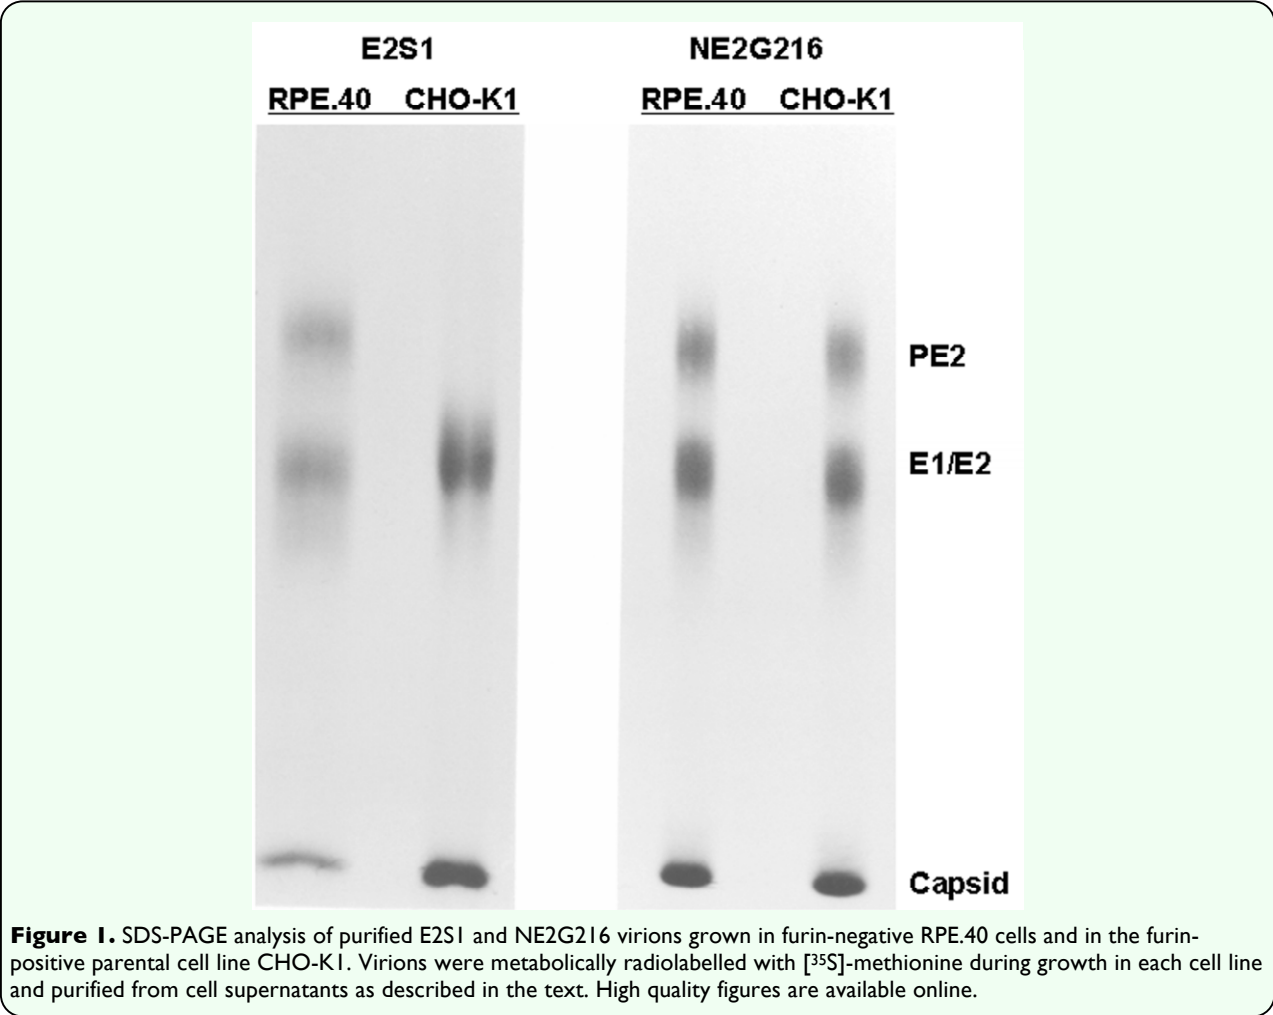 E2S1 NE2G216
RPE.40 CHO-K1 RPE.40 CHO-K1
PE2
E1/E2
Capsid
Figure 1. SDS-PAGE analysis of purified E2S1 and NE2G216 virions grown in furin-negative RPE.40 cells and in the furin-
positive parental cell line CHO-K1. Virions were metabolically radiolabelled with [³⁵S]-methionine during growth in each cell line
and purified from cell supernatants as described in the text. High quality figures are available online.